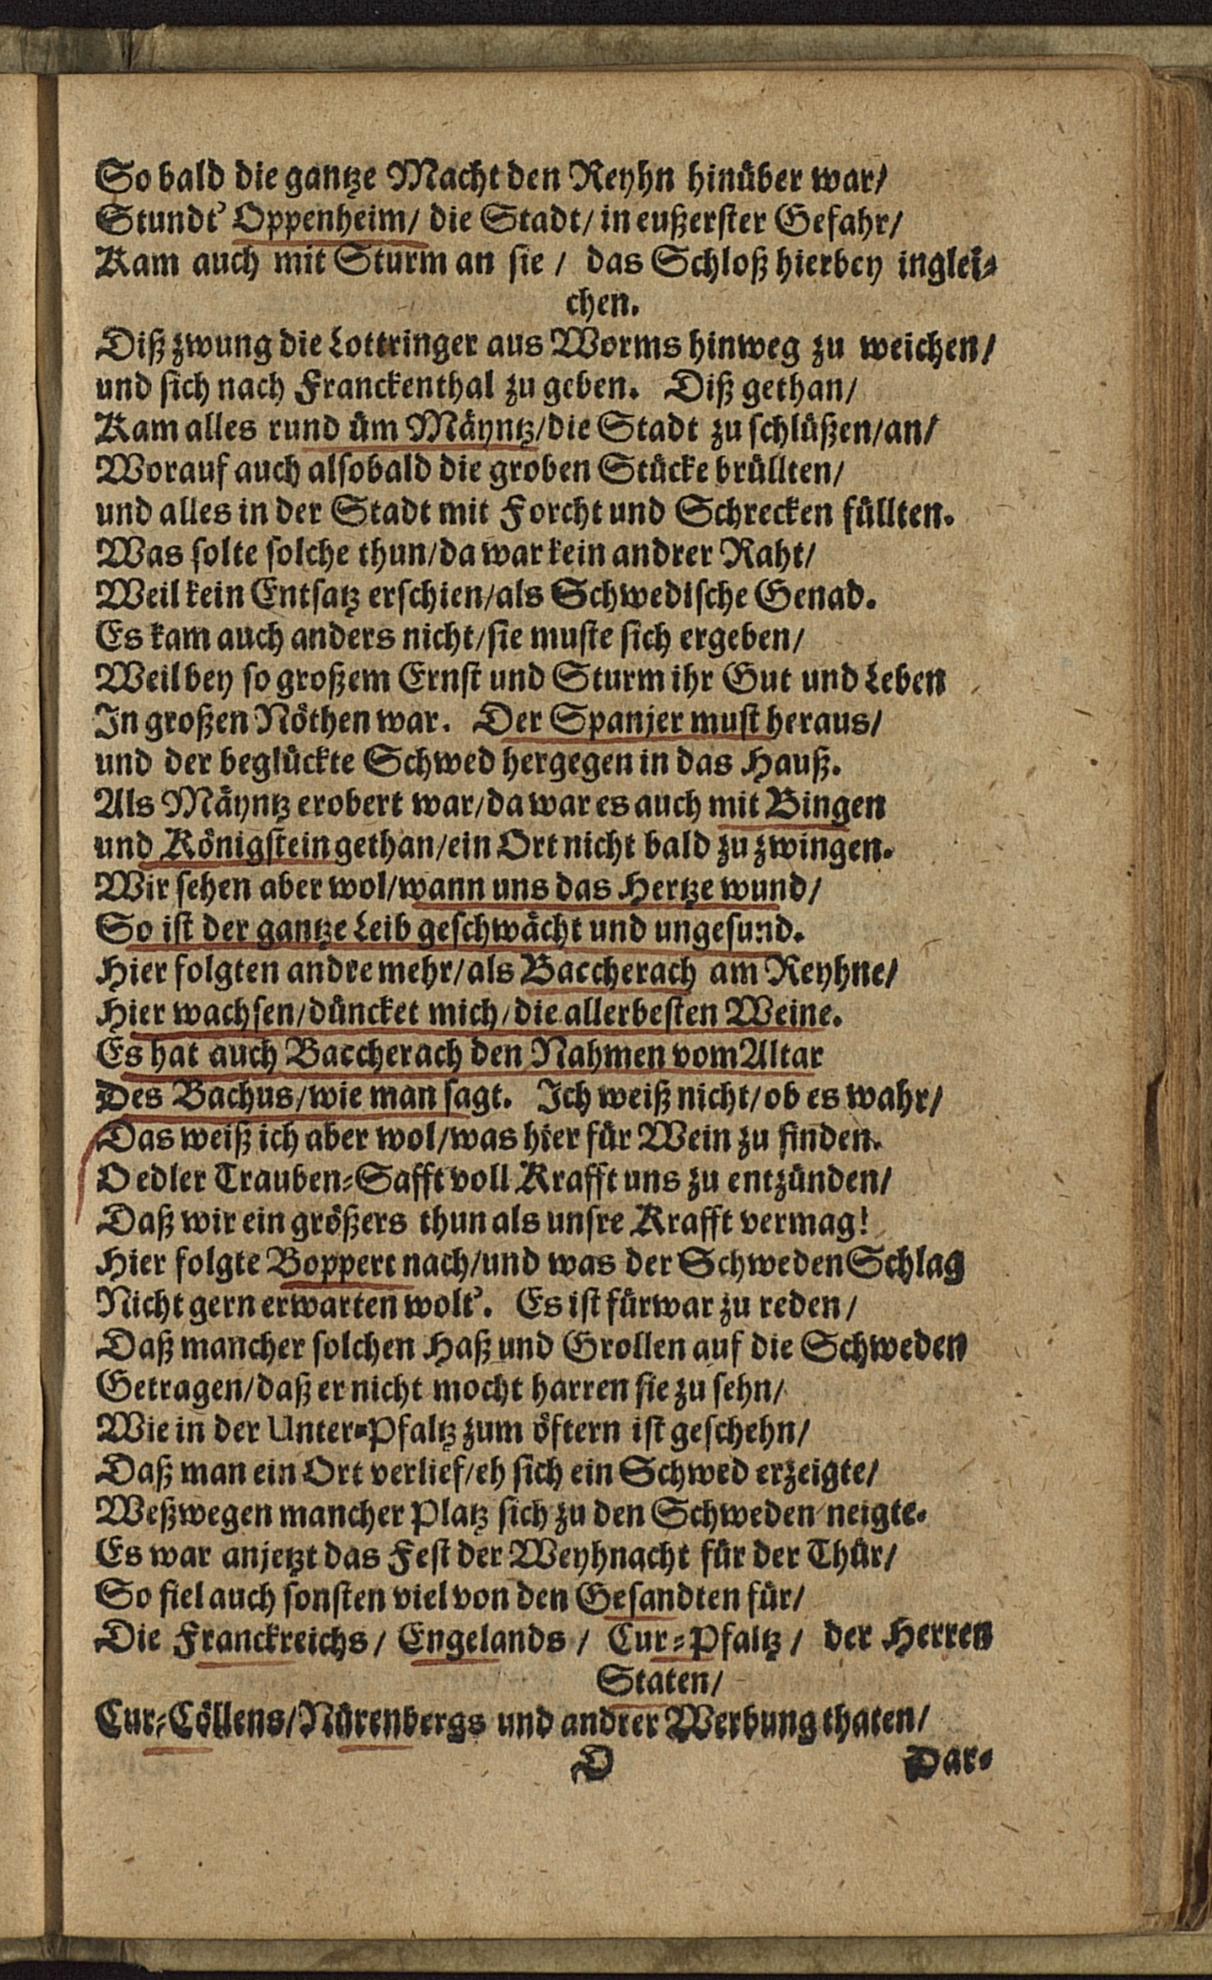 So bald die gantze Macht den Reyhn hinüber war/
Stundt' Oppenheim/ die Stadt/ in eußerster Gefahr/
Kam auch mit Sturm an sie / das Schloß hierbey inglei-
chen.
Diß zwung die Lottringer aus Worms hinweg zu weichen/
und sich nach Franckenthal zu geben. Diß gethan/
Kam alles rund üm Mäyntz/die Stadt zu schlüßen/an/
Worauf auch alsobald die groben Stücke brüllten/
und alles in der Stadt mit Forcht und Schrecken füllten.
Was solte solche thun/da war kein andrer Raht/
Weil kein Entsatz erschien/als Schwedische Genad.
Es kam auch anders nicht/sie muste sich ergeben/
Weil bey so großem Ernst und Sturm ihr Gut und Leben
In großen Nöthen war. Der Spanjer must heraus/
und der beglückte Schwed hergegen in das Hauß.
Als Mäyntz erobert war/da war es auch mit Bingen
und Königstein gethan/ein Ort nicht bald zu zwingen.
Wir sehen aber wol/wann uns das Hertze wund/
So ist der gantze Leib geschwächt und ungesund.
Hier folgten andre mehr/als Baccherach am Reyhne/
Hier wachsen/düncket mich/die allerbesten Weine.
Es hat auch Baccherach den Nahmen vom Altar
Des Bachus/wie man sagt. Ich weiß nicht/ob es wahr/
Das weiß ich aber wol/was hier für Wein zu finden.
O edler Trauben-Safft voll Krafft uns zu entzünden/
Daß wir ein größers thun als unsre Krafft vermag!
Hier folgte Boppert nach/und was der Schweden Schlag
Nicht gern erwarten wolt'. Es ist fürwar zu reden/
Daß mancher solchen Haß und Grollen auf die Schweden
Getragen/daß er nicht mocht harren sie zu sehn/
Wie in der Unter-Pfaltz zum öftern ist geschehn/
Daß man ein Ort verlief/eh sich ein Schwed erzeigte/
Weßwegen mancher Platz sich zu den Schweden neigte.
Es war anjetzt das Fest der Weyhnacht für der Thür/
So fiel auch sonsten viel von den Gesandten für/
Die Franckreichs/ Engelands/ Cur-Pfaltz/ der Herren
Staten/
Cur-Cöllens/Nürenbergs und andrer Werbung thaten/
O
Dar-